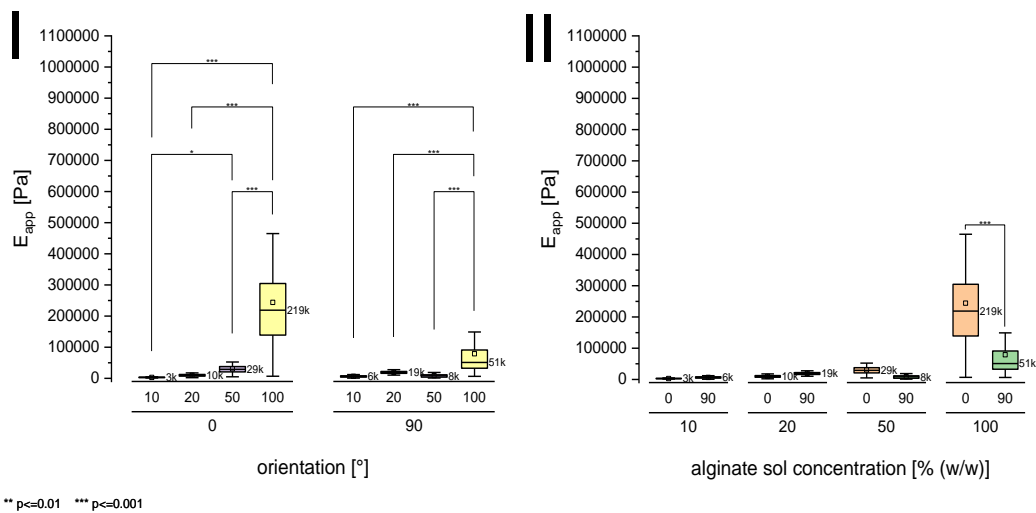 I
1100000
1000000
900000
800000
700000
600000
500000
400000
300000
200000
100000
0
E_app [Pa]
***
***
*
***
***
***
***
3k
10k
29k
219k
6k
19k
8k
51k
10 20 50 100 10 20 50 100
0 90
orientation [°]
II
1100000
1000000
900000
800000
700000
600000
500000
400000
300000
200000
100000
0
E_app [Pa]
***
3k
6k
10k
19k
29k
8k
219k
51k
0 90 0 90 0 90 0 90
10 20 50 100
alginate sol concentration [% (w/w)]
** p<=0.01 *** p<=0.001